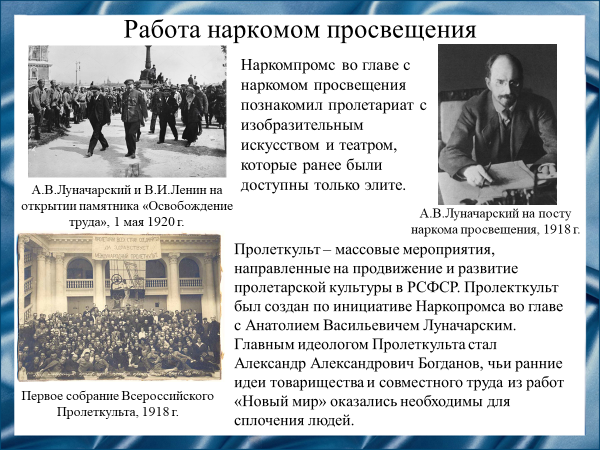 Работа наркомом просвещения
Наркомпромс во главе с
наркомом просвещения
познакомил пролетариат с
изобразительным
искусством и театром,
которые ранее были
доступны только элите.
А.В.Луначарский и В.И.Ленин на
открытии памятника «Освобождение
труда», 1 мая 1920 г.
А.В.Луначарский на посту
наркома просвещения, 1918 г.
Пролеткульт – массовые мероприятия,
направленные на продвижение и развитие
пролетарской культуры в РСФСР. Пролекткульт
был создан по инициативе Наркопромса во главе
с Анатолием Васильевичем Луначарским.
Главным идеологом Пролеткульта стал
Александр Александрович Богданов, чьи ранние
идеи товарищества и совместного труда из работ
«Новый мир» оказались необходимы для
сплочения людей.
Первое собрание Всероссийского
Пролеткульта, 1918 г.